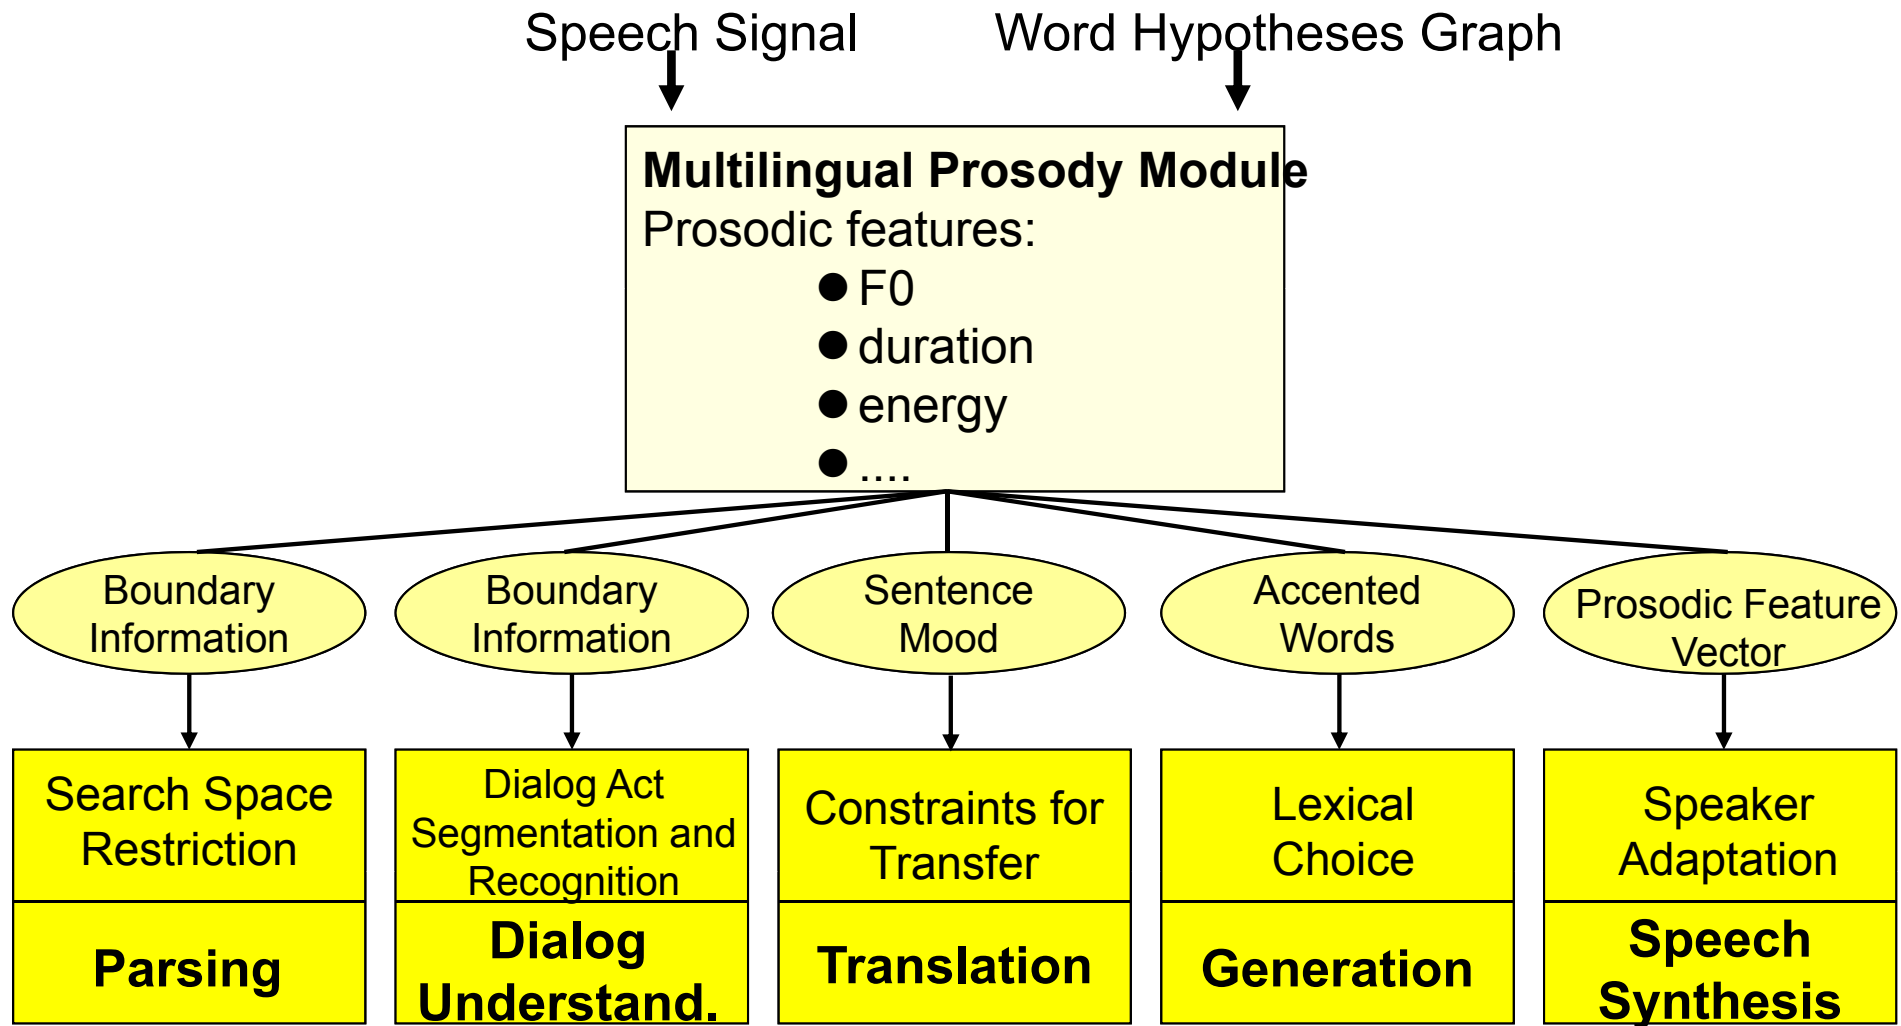 Speech Signal
Word Hypotheses Graph
Multilingual Prosody Module
Prosodic features:
● F0
● duration
● energy
● ....
Boundary
Information
Boundary
Information
Sentence
Mood
Accented
Words
Prosodic Feature
Vector
Search Space
Restriction
Dialog Act
Segmentation and
Recognition
Constraints for
Transfer
Lexical
Choice
Speaker
Adaptation
Parsing
Dialog
Understand.
Translation
Generation
Speech
Synthesis